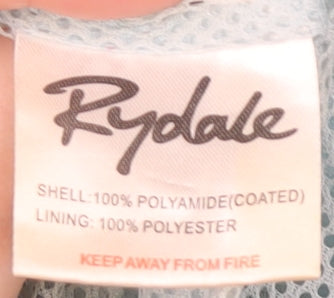 Rydale
SHELL:100% POLYAMIDE(COATED)
LINING: 100% POLYESTER
KEEP AWAY FROM FIRE